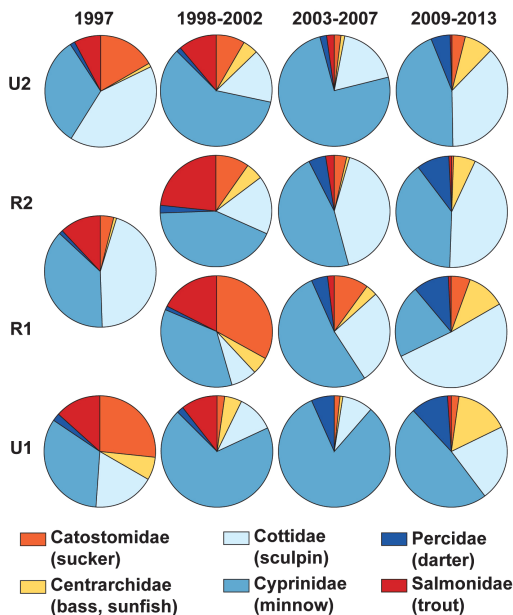 1997 1998-2002 2003-2007 2009-2013
U2
R2
R1
U1
Catostomidae Cottidae Percidae
(sucker) (sculpin) (darter)
Centrarchidae Cyprinidae Salmonidae
(bass, sunfish) (minnow) (trout)